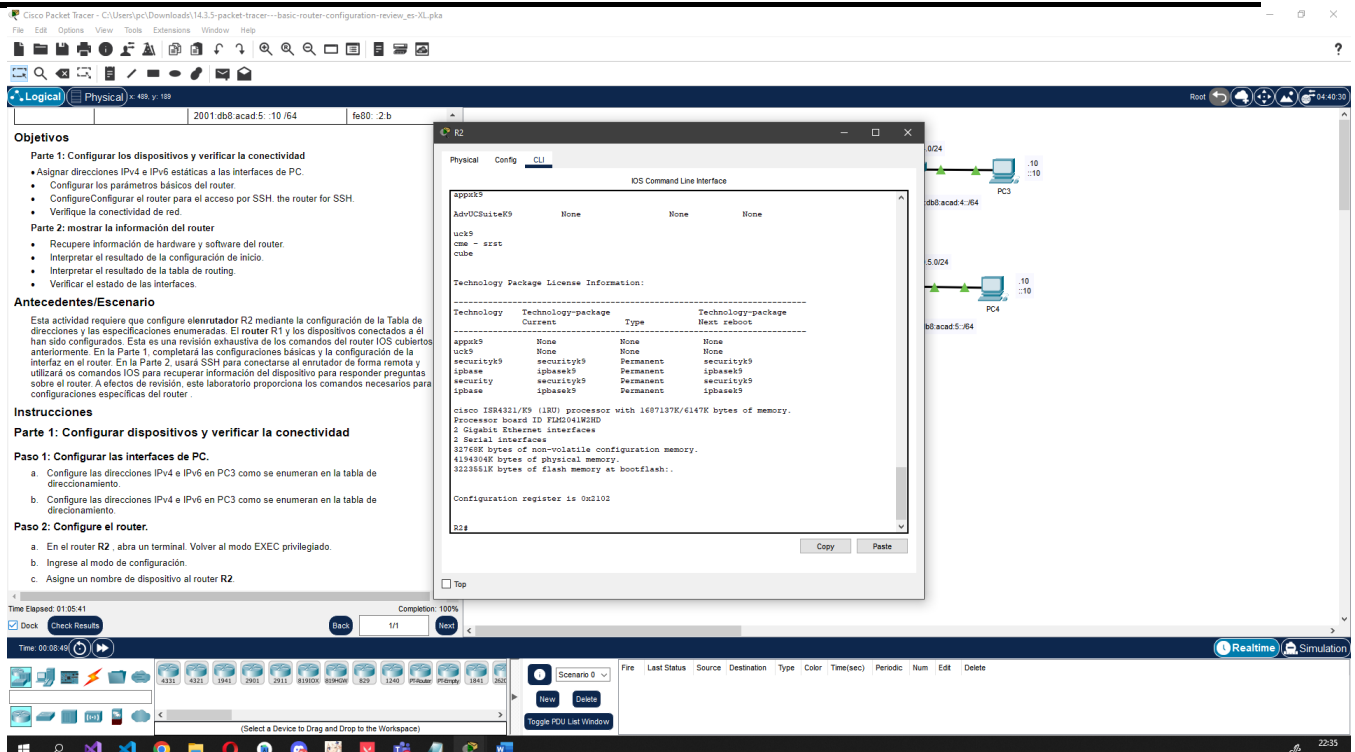 Cisco Packet Tracer - C:\Users\pc\Downloads\14.3.5-packet-tracer---basic-router-configuration-review_es-XL.pka
File Edit Options View Tools Extensions Window Help
?
Logical Physical x: 489, y: 189
Root 04:40:30
2001:db8:acad:5: :10 /64 fe80: :2:b
Objetivos
Parte 1: Configurar los dispositivos y verificar la conectividad
• Asignar direcciones IPv4 e IPv6 estáticas a las interfaces de PC.
• Configurar los parámetros básicos del router.
• ConfigureConfigurar el router para el acceso por SSH. the router for SSH.
• Verifique la conectividad de red.
Parte 2: mostrar la información del router
• Recupere información de hardware y software del router.
• Interpretar el resultado de la configuración de inicio.
• Interpretar el resultado de la tabla de routing.
• Verificar el estado de las interfaces.
Antecedentes/Escenario
Esta actividad requiere que configure elenrutador R2 mediante la configuración de la Tabla de
direcciones y las especificaciones enumeradas. El router R1 y los dispositivos conectados a él
han sido configurados. Esta es una revisión exhaustiva de los comandos del router IOS cubiertos
anteriormente. En la Parte 1, completará las configuraciones básicas y la configuración de la
interfaz en el router. En la Parte 2, usará SSH para conectarse al enrutador de forma remota y
utilizará os comandos IOS para recuperar información del dispositivo para responder preguntas
sobre el router. A efectos de revisión, este laboratorio proporciona los comandos necesarios para
configuraciones específicas del router .
Instrucciones
Parte 1: Configurar dispositivos y verificar la conectividad
Paso 1: Configurar las interfaces de PC.
a. Configure las direcciones IPv4 e IPv6 en PC3 como se enumeran en la tabla de
direccionamiento.
b. Configure las direcciones IPv4 e IPv6 en PC3 como se enumeran en la tabla de
direcionamiento.
Paso 2: Configure el router.
a. En el router R2 , abra un terminal. Volver al modo EXEC privilegiado.
b. Ingrese al modo de configuración.
c. Asigne un nombre de dispositivo al router R2.
Time Elapsed: 01:05:41 Completion: 100%
Dock Check Results Back 1/1 Next
R2
Physical Config CLI
IOS Command Line Interface
appxk9
AdvUCSuiteK9 None None None
uck9
cme - srst
cube
Technology Package License Information:
------------------------------------------------------------------
Technology Technology-package Technology-package
Current Type Next reboot
------------------------------------------------------------------
appxk9 None None None
uck9 None None None
securityk9 securityk9 Permanent securityk9
ipbase ipbasek9 Permanent ipbasek9
security securityk9 Permanent securityk9
ipbase ipbasek9 Permanent ipbasek9
cisco ISR4321/K9 (1RU) processor with 1687137K/6147K bytes of memory.
Processor board ID FLM2041W2HD
2 Gigabit Ethernet interfaces
2 Serial interfaces
32768K bytes of non-volatile configuration memory.
4194304K bytes of physical memory.
3223551K bytes of flash memory at bootflash:.
Configuration register is 0x2102
R2#
Copy Paste
Top
.0/24
.10
::10
PC3
:db8:acad:4::/64
.5.0/24
.10
::10
PC4
b8:acad:5::/64
Time: 00:08:49
Realtime Simulation
4331 4321 1941 2901 2911 819IOX 819HGW 829 1240 PT-Router PT-Empty 1841 262
(Select a Device to Drag and Drop to the Workspace)
Scenario 0
New Delete
Toggle PDU List Window
Fire Last Status Source Destination Type Color Time(sec) Periodic Num Edit Delete
22:35